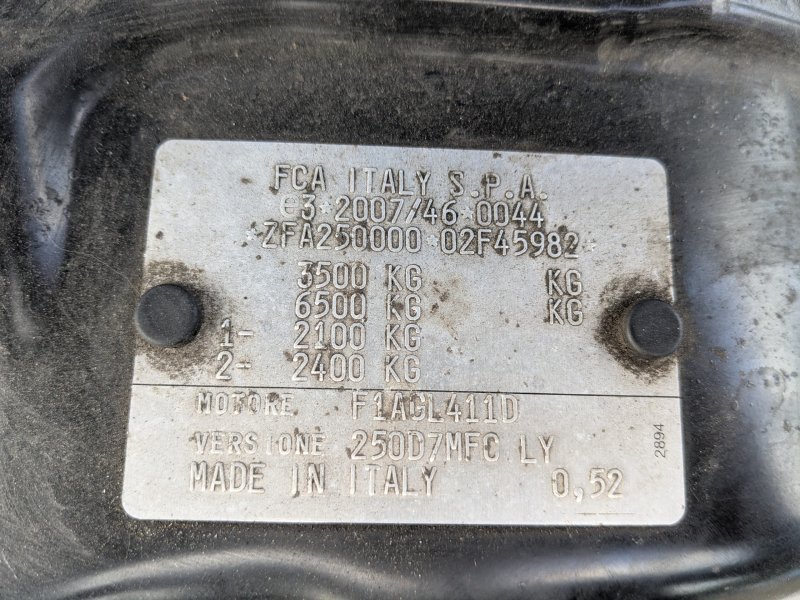 FCA ITALY S.P.A.
e3*2007/46*0044
*ZFA250000*02F45982*
3500 KG KG
6500 KG KG
1- 2100 KG
2- 2400 KG
MOTORE F1AGL411D
VERSIONE 250D7MFC LY
MADE IN ITALY 0,52
2894